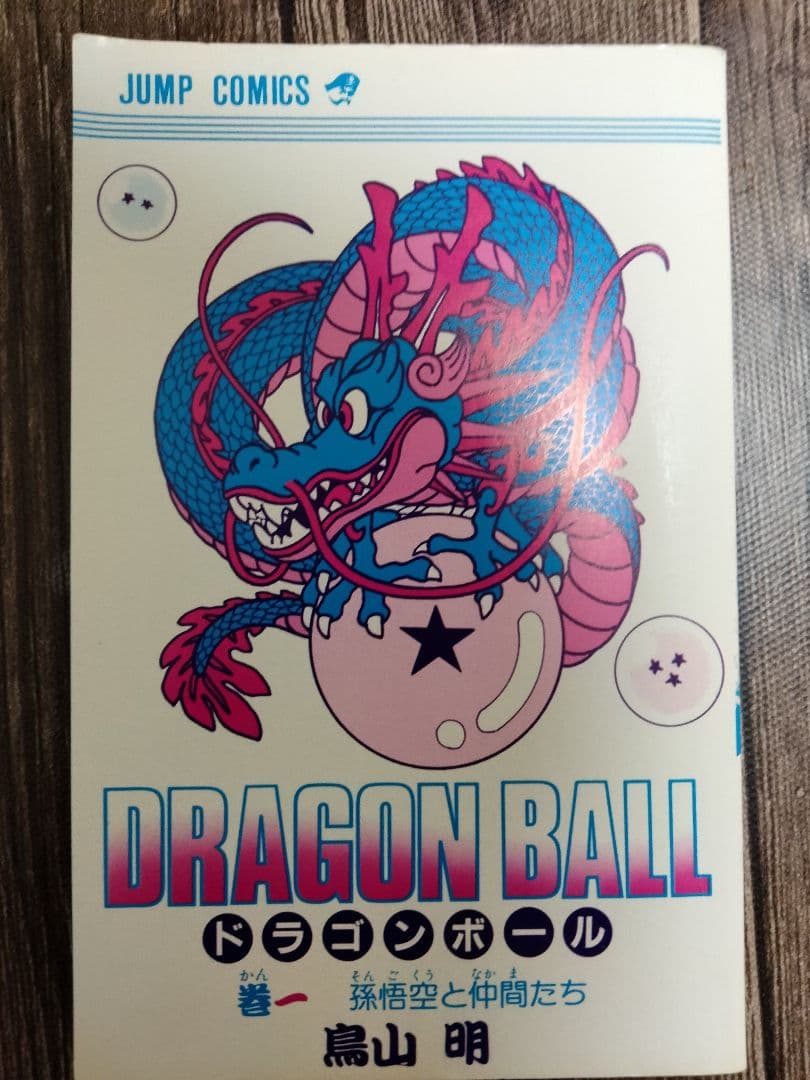 JUMP COMICS
DRAGON BALL
ドラゴンボール
かん そんごくう なかま
巻一 孫悟空と仲間たち
鳥山 明